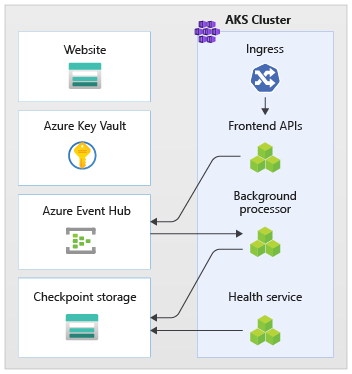 AKS Cluster
Website
Ingress
Azure Key Vault
Frontend APIs
Azure Event Hub
Background
processor
Checkpoint storage
Health service